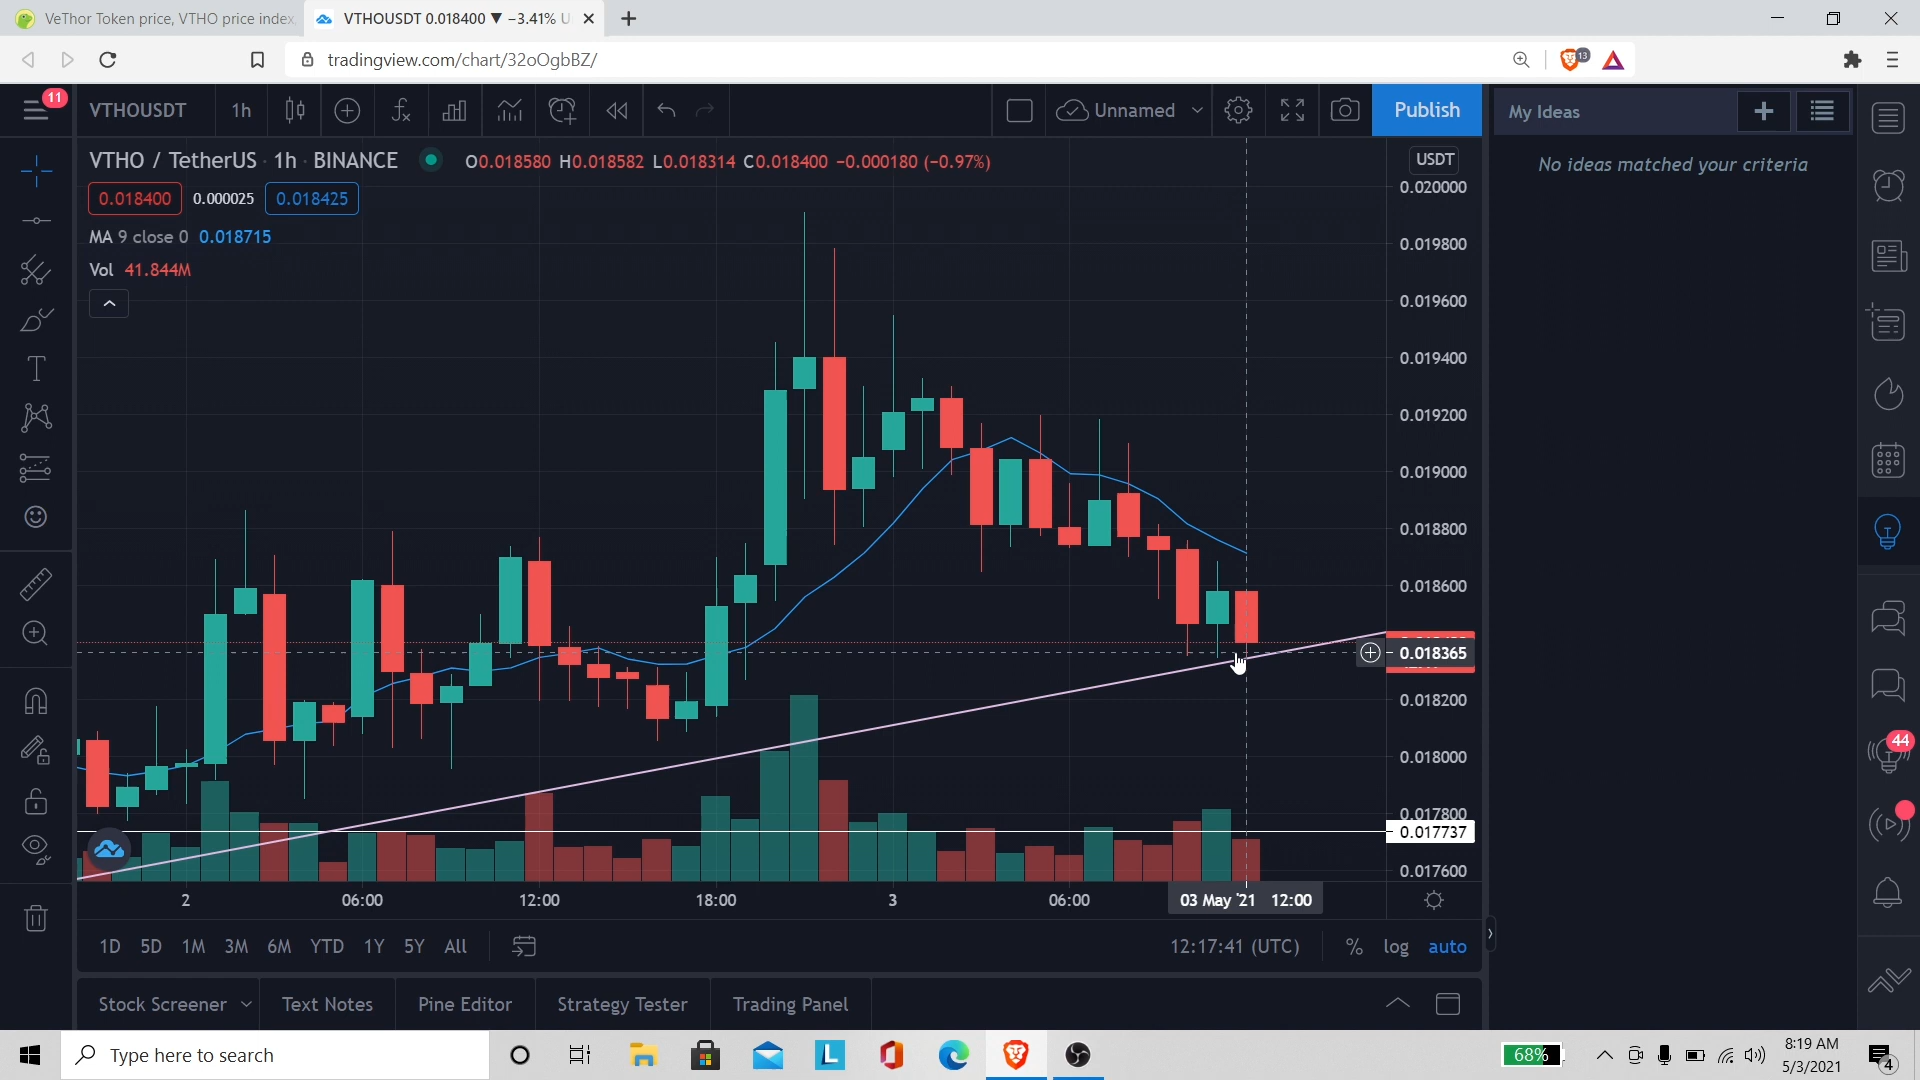 VeThor Token price, VTHO price index,
VTHOUSDT 0.018400 ▼ −3.41% U
tradingview.com/chart/32oOgbBZ/
13
11
VTHOUSDT
1h
Unnamed
Publish
My Ideas
VTHO / TetherUS · 1h · BINANCE
O0.018580 H0.018582 L0.018314 C0.018400 −0.000180 (−0.97%)
USDT
No ideas matched your criteria
0.018400
0.000025
0.018425
MA 9 close 0 0.018715
Vol 41.844M
0.020000
0.019800
0.019600
0.019400
0.019200
0.019000
0.018800
0.018600
0.018365
0.018200
0.018000
0.017800
0.017737
0.017600
44
2
06:00
12:00
18:00
3
06:00
03 May '21 12:00
1D
5D
1M
3M
6M
YTD
1Y
5Y
All
12:17:41 (UTC)
%
log
auto
Stock Screener
Text Notes
Pine Editor
Strategy Tester
Trading Panel
Type here to search
L
68%
8:19 AM
5/3/2021
4